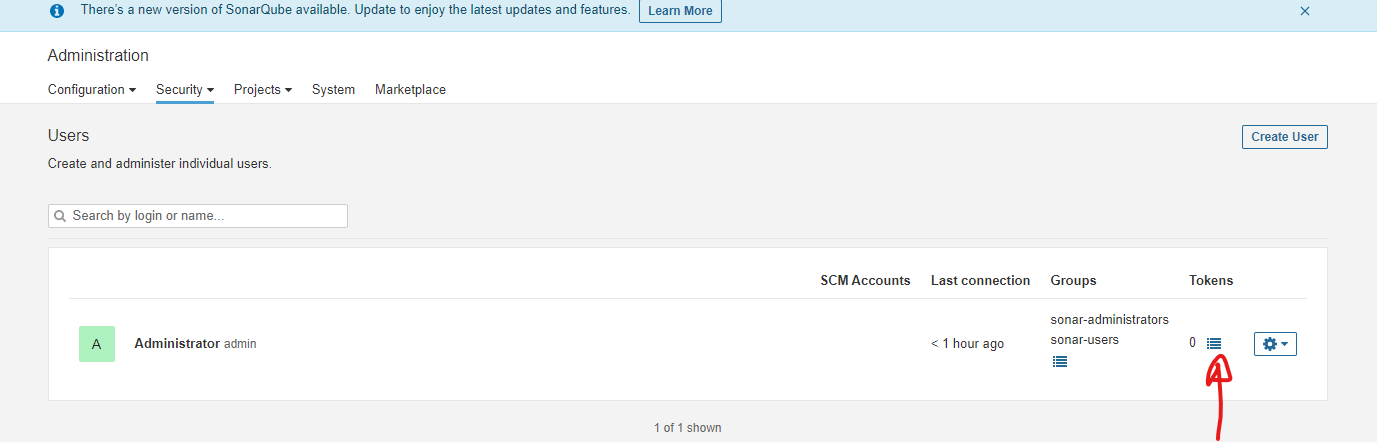 There's a new version of SonarQube available. Update to enjoy the latest updates and features. Learn More
Administration
Configuration Security Projects System Marketplace
Users
Create User
Create and administer individual users.
Search by login or name...
SCM Accounts Last connection Groups Tokens
A Administrator admin < 1 hour ago sonar-administrators sonar-users 0
1 of 1 shown